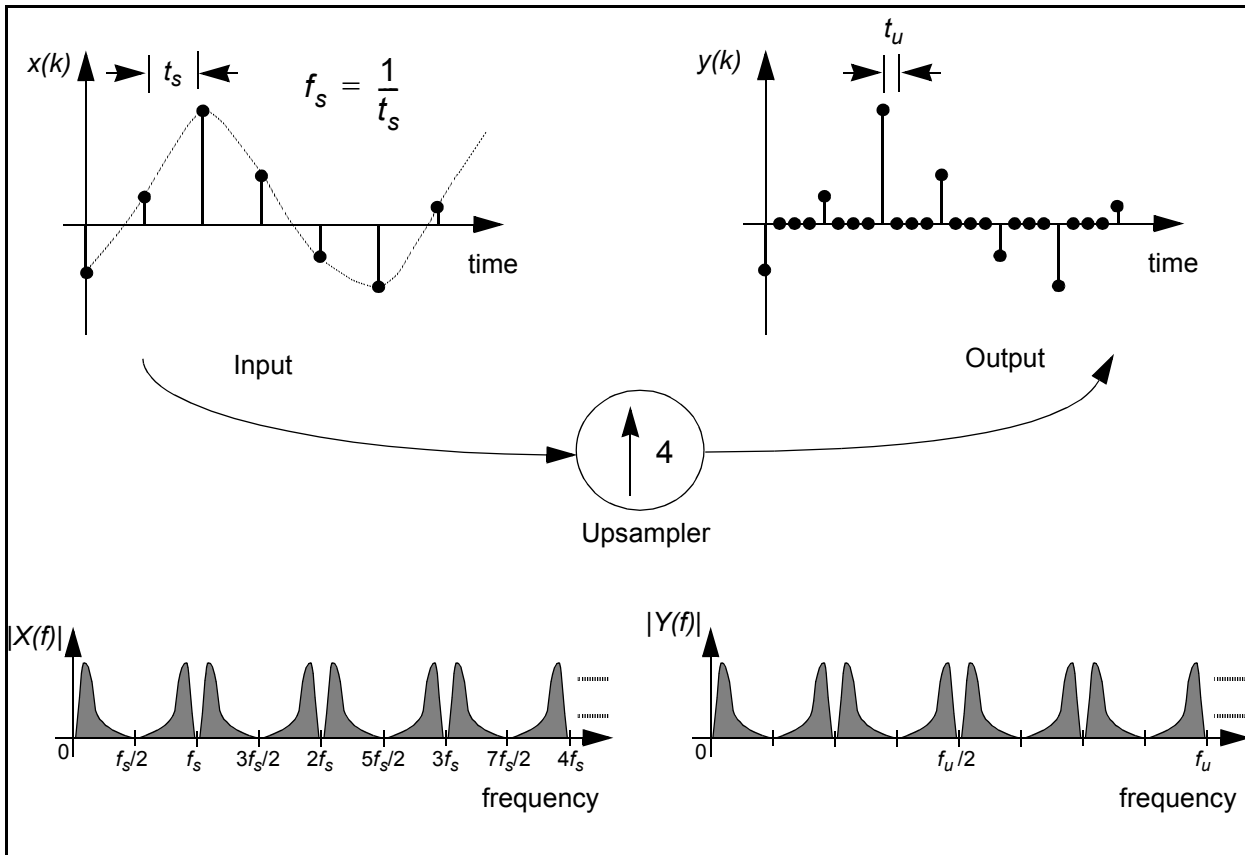 x(k)
t_s
f_s = 1/t_s
time
Input
y(k)
t_u
time
Output
4
Upsampler
|X(f)|
0
f_s/2
f_s
3f_s/2
2f_s
5f_s/2
3f_s
7f_s/2
4f_s
frequency
|Y(f)|
0
f_u/2
f_u
frequency